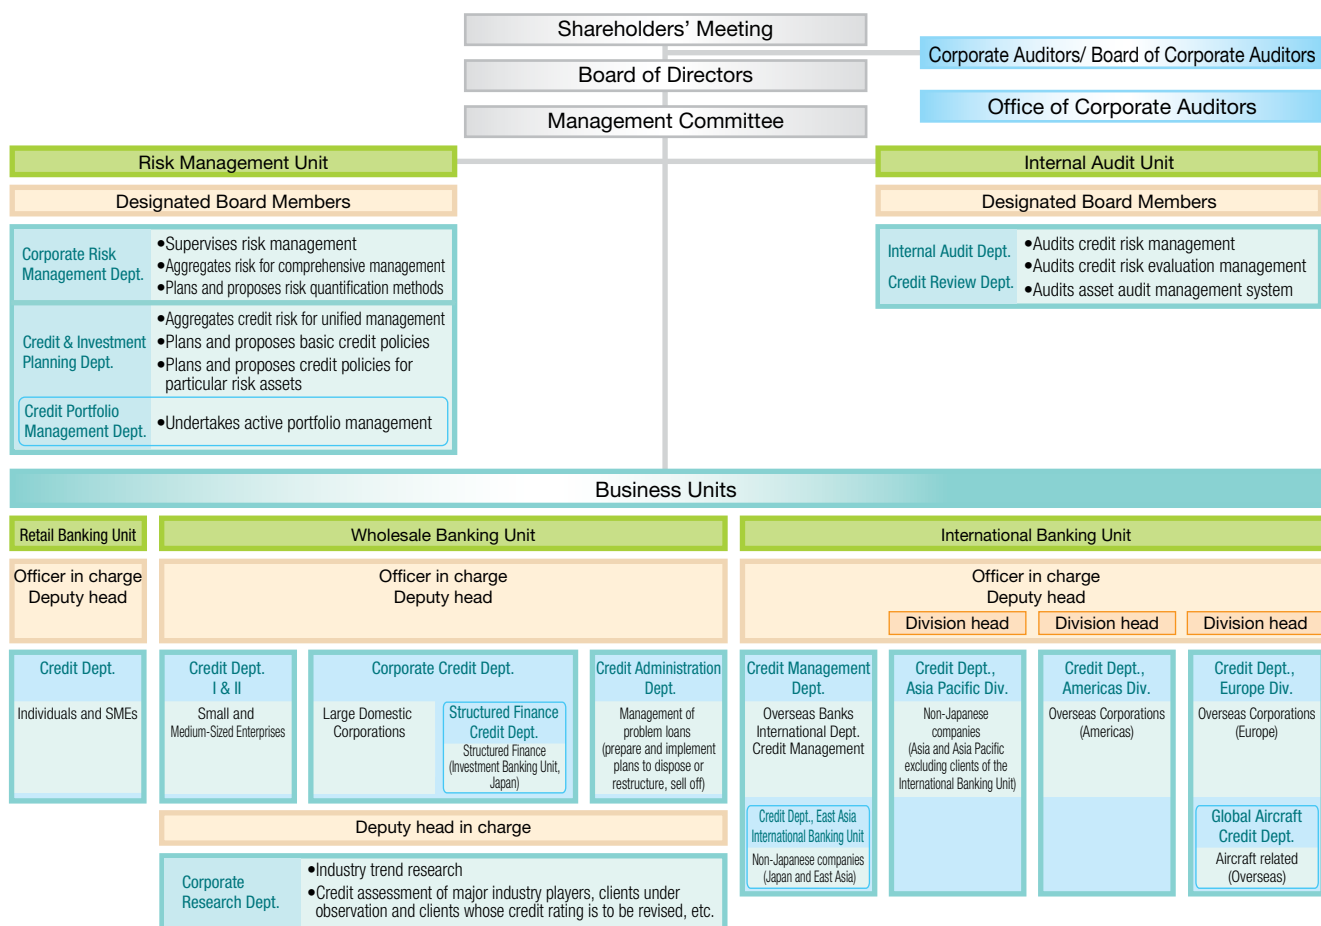 Shareholders' Meeting
Corporate Auditors/ Board of Corporate Auditors
Board of Directors
Office of Corporate Auditors
Management Committee
Risk Management Unit
Designated Board Members
Corporate Risk
Management Dept.
●Supervises risk management
●Aggregates risk for comprehensive management
●Plans and proposes risk quantification methods
Credit & Investment
Planning Dept.
●Aggregates credit risk for unified management
●Plans and proposes basic credit policies
●Plans and proposes credit policies for
particular risk assets
Credit Portfolio
Management Dept.
●Undertakes active portfolio management
Internal Audit Unit
Designated Board Members
Internal Audit Dept.
Credit Review Dept.
●Audits credit risk management
●Audits credit risk evaluation management
●Audits asset audit management system
Business Units
Retail Banking Unit
Officer in charge
Deputy head
Credit Dept.
Individuals and SMEs
Wholesale Banking Unit
Officer in charge
Deputy head
Credit Dept.
I & II
Small and
Medium-Sized Enterprises
Corporate Credit Dept.
Large Domestic
Corporations
Structured Finance
Credit Dept.
Structured Finance
(Investment Banking Unit,
Japan)
Credit Administration
Dept.
Management of
problem loans
(prepare and implement
plans to dispose or
restructure, sell off)
Deputy head in charge
Corporate
Research Dept.
●Industry trend research
●Credit assessment of major industry players, clients under
observation and clients whose credit rating is to be revised, etc.
International Banking Unit
Officer in charge
Deputy head
Division head
Division head
Division head
Credit Management
Dept.
Overseas Banks
International Dept.
Credit Management
Credit Dept., East Asia
International Banking Unit
Non-Japanese companies
(Japan and East Asia)
Credit Dept.,
Asia Pacific Div.
Non-Japanese
companies
(Asia and Asia Pacific
excluding clients of the
International Banking Unit)
Credit Dept.,
Americas Div.
Overseas Corporations
(Americas)
Credit Dept.,
Europe Div.
Overseas Corporations
(Europe)
Global Aircraft
Credit Dept.
Aircraft related
(Overseas)